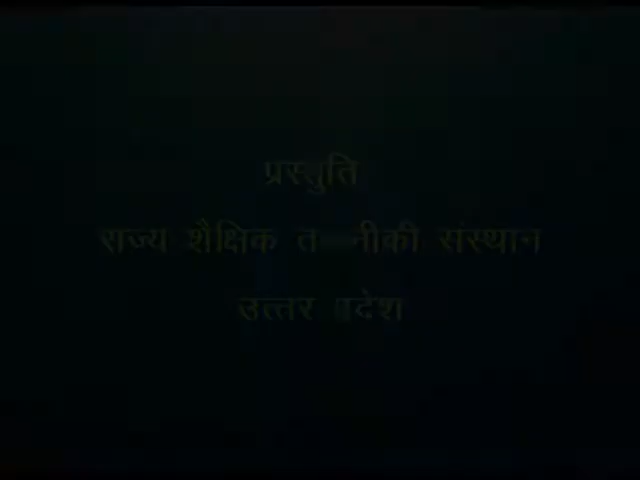 प्रस्तुति
राज्य शैक्षिक संस्थान
उत्तर प्रदेश